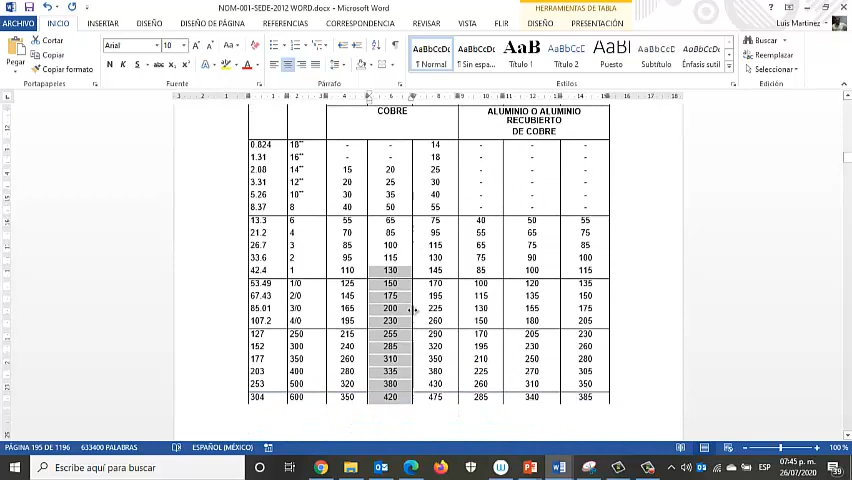 NOM-001-SEDE-2012 WORD.docx - Microsoft Word
HERRAMIENTAS DE TABLA
ARCHIVO INICIO INSERTAR DISEÑO DISEÑO DE PÁGINA REFERENCIAS CORRESPONDENCIA REVISAR VISTA FLIR DISEÑO PRESENTACIÓN
Luis Martinez
Pegar
Cortar
Copiar
Copiar formato
Portapapeles
Arial 10
N K S abc
Fuente
Párrafo
AaBbCcDc AaBbCcDc AaBb AaBbCcDc AaBbl AaBbCcD AaBbCcDc
¶ Normal ¶ Sin espa... Título 1 Título 2 Puesto Subtítulo Énfasis sutil
Estilos
Buscar
Reemplazar
Seleccionar
Edición
COBRE ALUMINIO O ALUMINIO
RECUBIERTO
DE COBRE
0.824 18** - - 14 - - -
1.31 16** - - 18 - - -
2.08 14** 15 20 25 - - -
3.31 12** 20 25 30 - - -
5.26 10** 30 35 40 - - -
8.37 8 40 50 55 - - -
13.3 6 55 65 75 40 50 55
21.2 4 70 85 95 55 65 75
26.7 3 85 100 115 65 75 85
33.6 2 95 115 130 75 90 100
42.4 1 110 130 145 85 100 115
53.49 1/0 125 150 170 100 120 135
67.43 2/0 145 175 195 115 135 150
85.01 3/0 165 200 225 130 155 175
107.2 4/0 195 230 260 150 180 205
127 250 215 255 290 170 205 230
152 300 240 285 320 195 230 260
177 350 260 310 350 210 250 280
203 400 280 335 380 225 270 305
253 500 320 380 430 260 310 350
304 600 350 420 475 285 340 385
PÁGINA 195 DE 1196 633400 PALABRAS ESPAÑOL (MÉXICO) 100 %
Escribe aquí para buscar
ESP
07:45 p. m.
26/07/2020
39